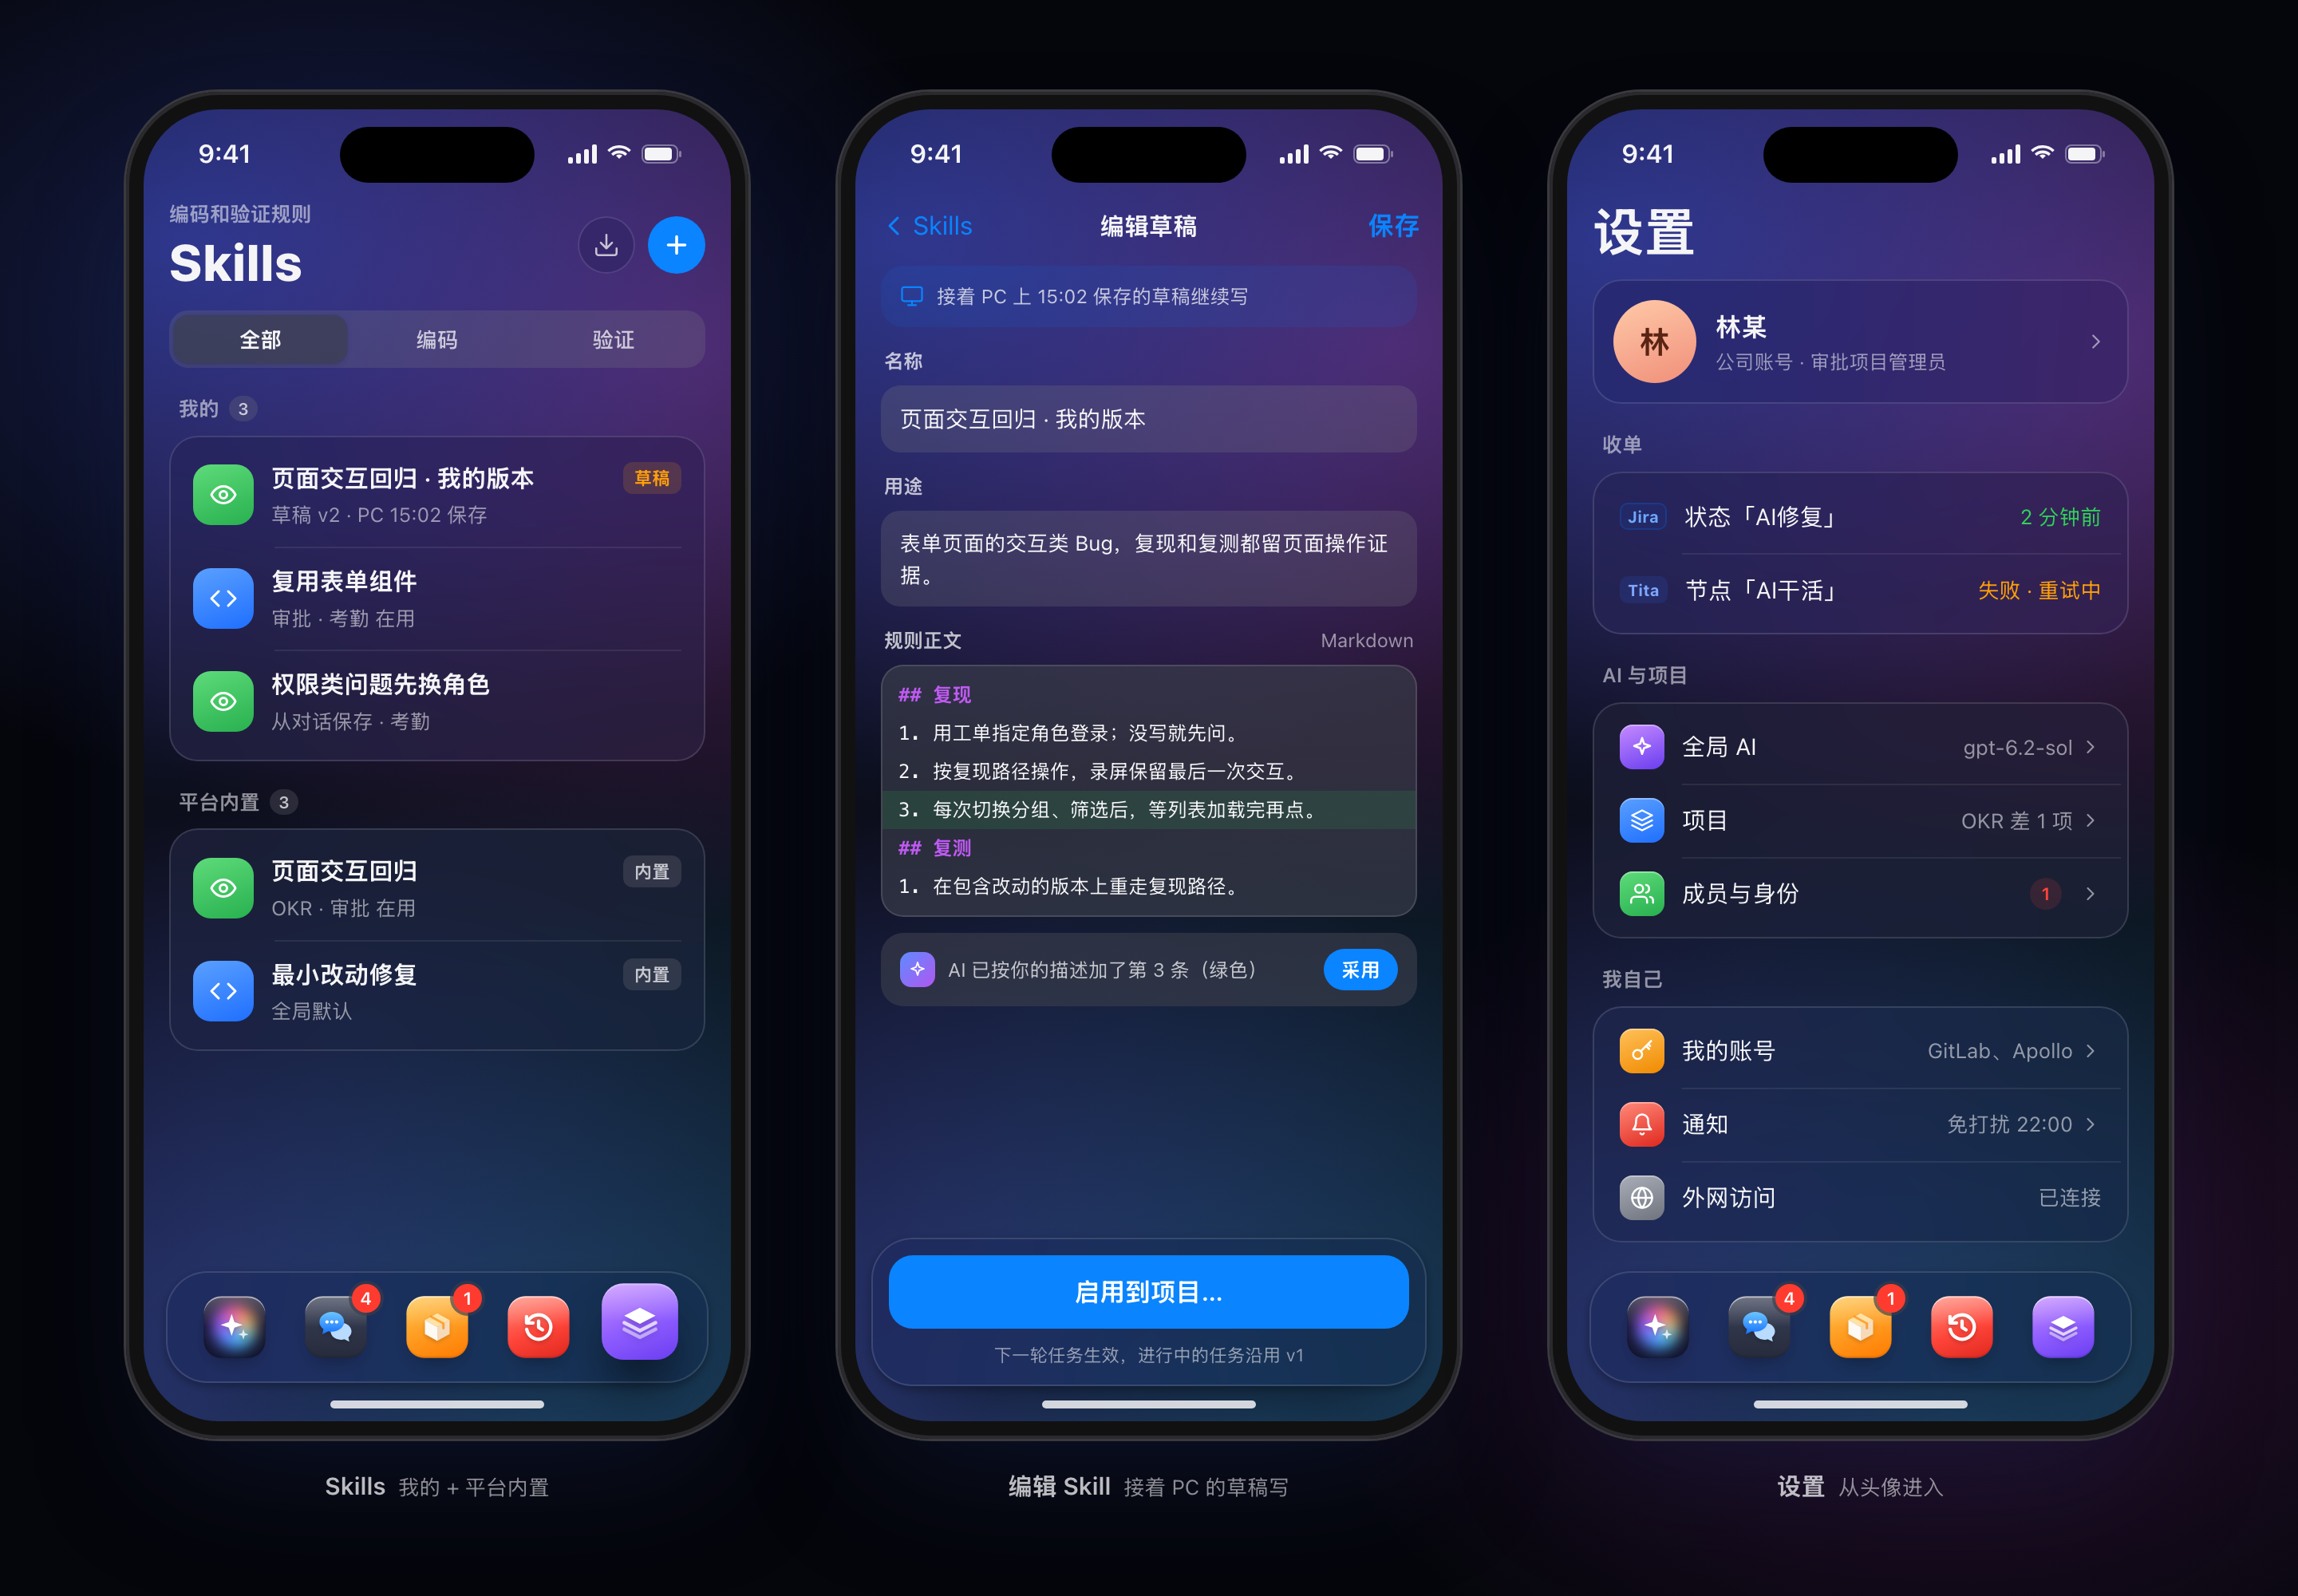 9:41
编码和验证规则
Skills
全部
编码
验证
我的 3
页面交互回归 · 我的版本
草稿
草稿 v2 · PC 15:02 保存
复用表单组件
审批 · 考勤 在用
权限类问题先换角色
从对话保存 · 考勤
平台内置 3
页面交互回归
内置
OKR · 审批 在用
最小改动修复
内置
全局默认
4
1
Skills 我的 + 平台内置
9:41
Skills
编辑草稿
保存
接着 PC 上 15:02 保存的草稿继续写
名称
页面交互回归 · 我的版本
用途
表单页面的交互类 Bug，复现和复测都留页面操作证
据。
规则正文
Markdown
## 复现
1. 用工单指定角色登录；没写就先问。
2. 按复现路径操作，录屏保留最后一次交互。
3. 每次切换分组、筛选后，等列表加载完再点。
## 复测
1. 在包含改动的版本上重走复现路径。
AI 已按你的描述加了第 3 条（绿色）
采用
启用到项目...
下一轮任务生效，进行中的任务沿用 v1
编辑 Skill 接着 PC 的草稿写
9:41
设置
林
林某
公司账号 · 审批项目管理员
收单
Jira 状态「AI修复」 2 分钟前
Tita 节点「AI干活」 失败 · 重试中
AI 与项目
全局 AI gpt-6.2-sol
项目 OKR 差 1 项
成员与身份 1
我自己
我的账号 GitLab、Apollo
通知 免打扰 22:00
外网访问 已连接
4
1
设置 从头像进入